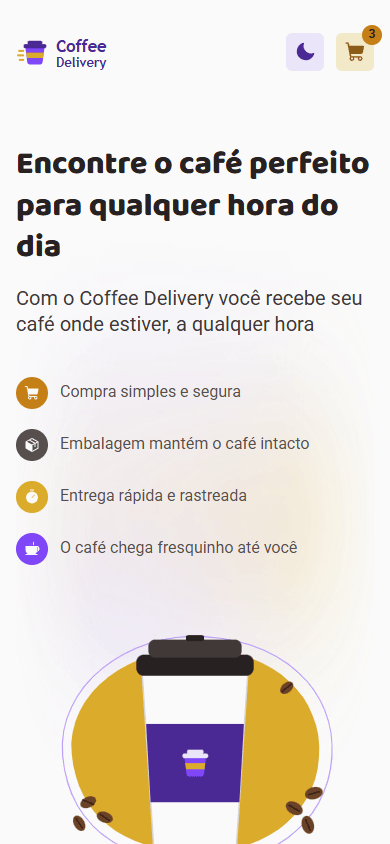 Coffee
Delivery
3
Encontre o café perfeito
para qualquer hora do
dia
Com o Coffee Delivery você recebe seu
café onde estiver, a qualquer hora
Compra simples e segura
Embalagem mantém o café intacto
Entrega rápida e rastreada
O café chega fresquinho até você